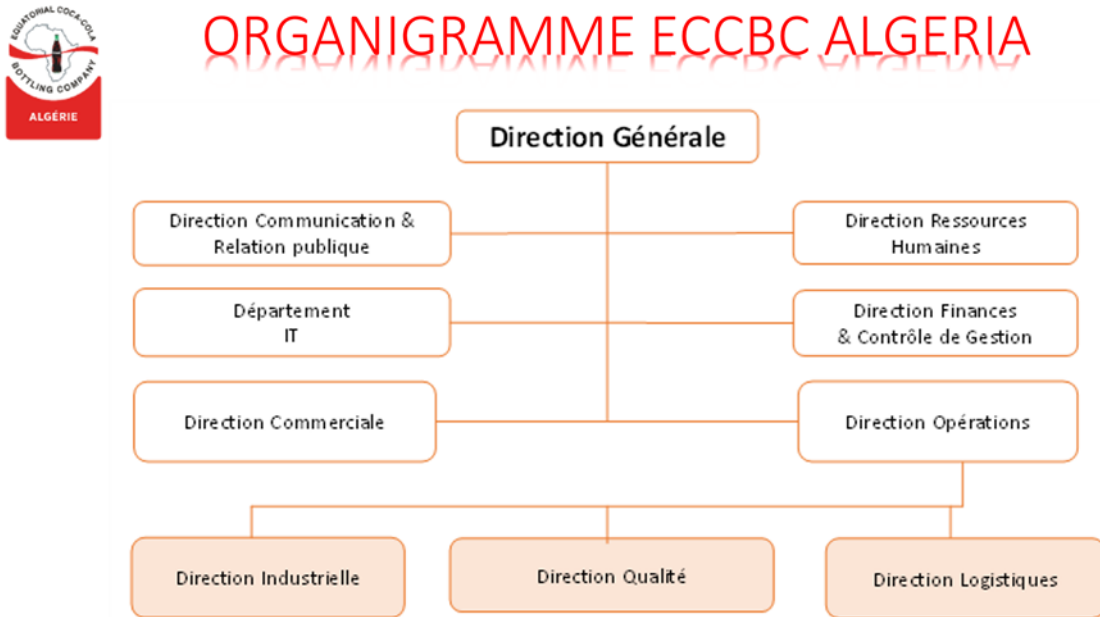 EQUATORIAL COCA-COLA
BOTTLING COMPANY
ALGÉRIE
ORGANIGRAMME ECCBC ALGERIA
Direction Générale
Direction Communication &
Relation publique
Direction Ressources
Humaines
Département
IT
Direction Finances
& Contrôle de Gestion
Direction Commerciale
Direction Opérations
Direction Industrielle
Direction Qualité
Direction Logistiques